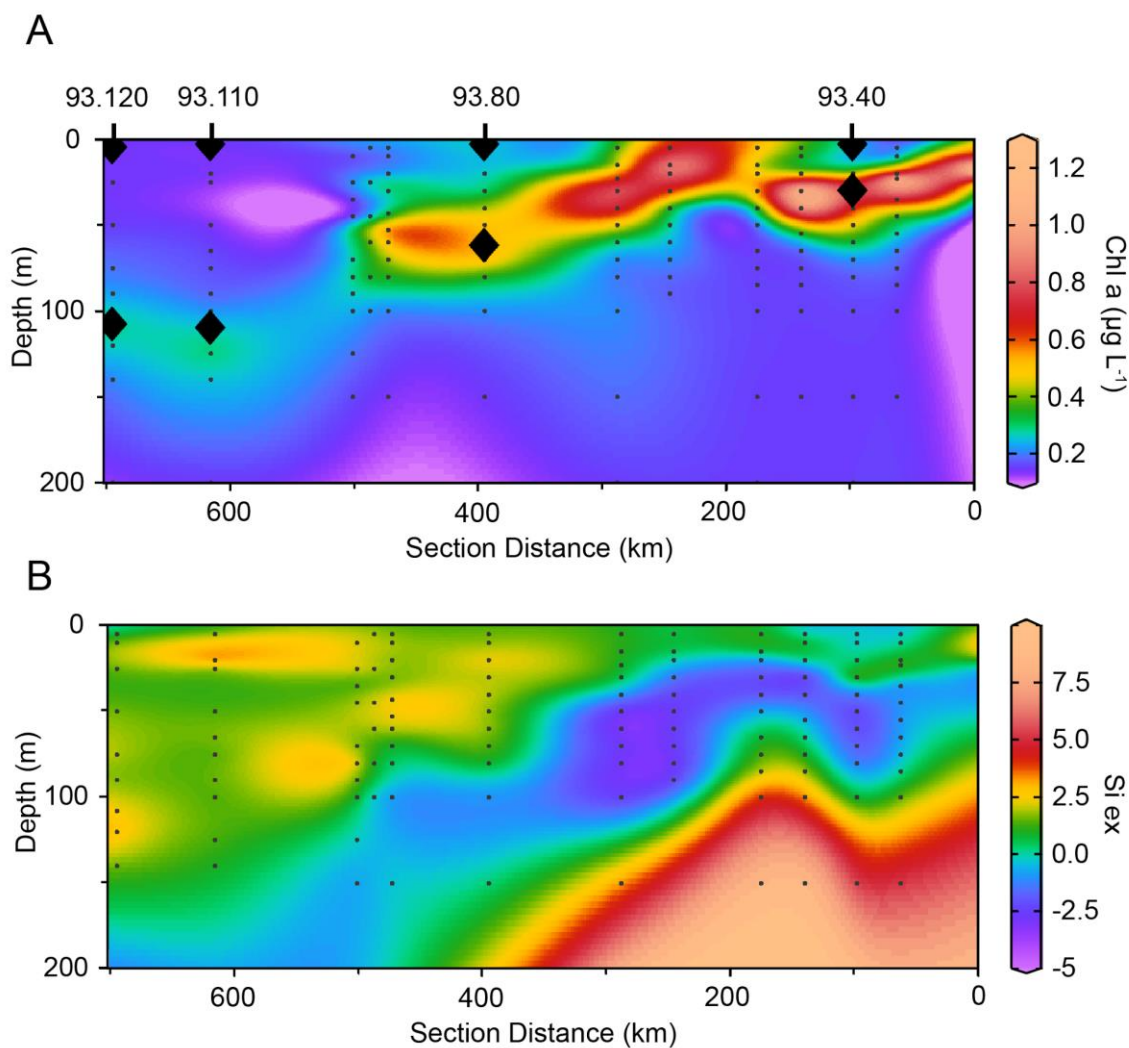 A
93.120 93.110 93.80 93.40
0
100
200
Depth (m)
600 400 200 0
Section Distance (km)
1.2
1.0
0.8
0.6
0.4
0.2
Chl a (µg L-1)
B
0
100
200
Depth (m)
600 400 200 0
Section Distance (km)
7.5
5.0
2.5
0.0
-2.5
-5
Si ex